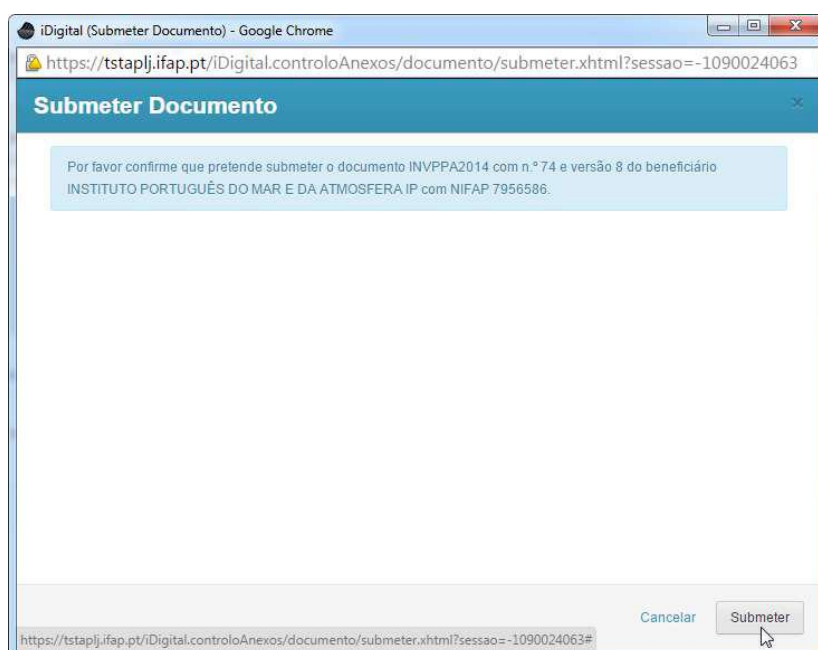 iDigital (Submeter Documento) - Google Chrome
https://tstaplj.ifap.pt/iDigital.controloAnexos/documento/submeter.xhtml?sessao=-1090024063
Submeter Documento
Por favor confirme que pretende submeter o documento INVPPA2014 com n.º 74 e versão 8 do beneficiário
INSTITUTO PORTUGUÊS DO MAR E DA ATMOSFERA IP com NIFAP 7956586.
Cancelar
Submeter
https://tstaplj.ifap.pt/iDigital.controloAnexos/documento/submeter.xhtml?sessao=-1090024063#